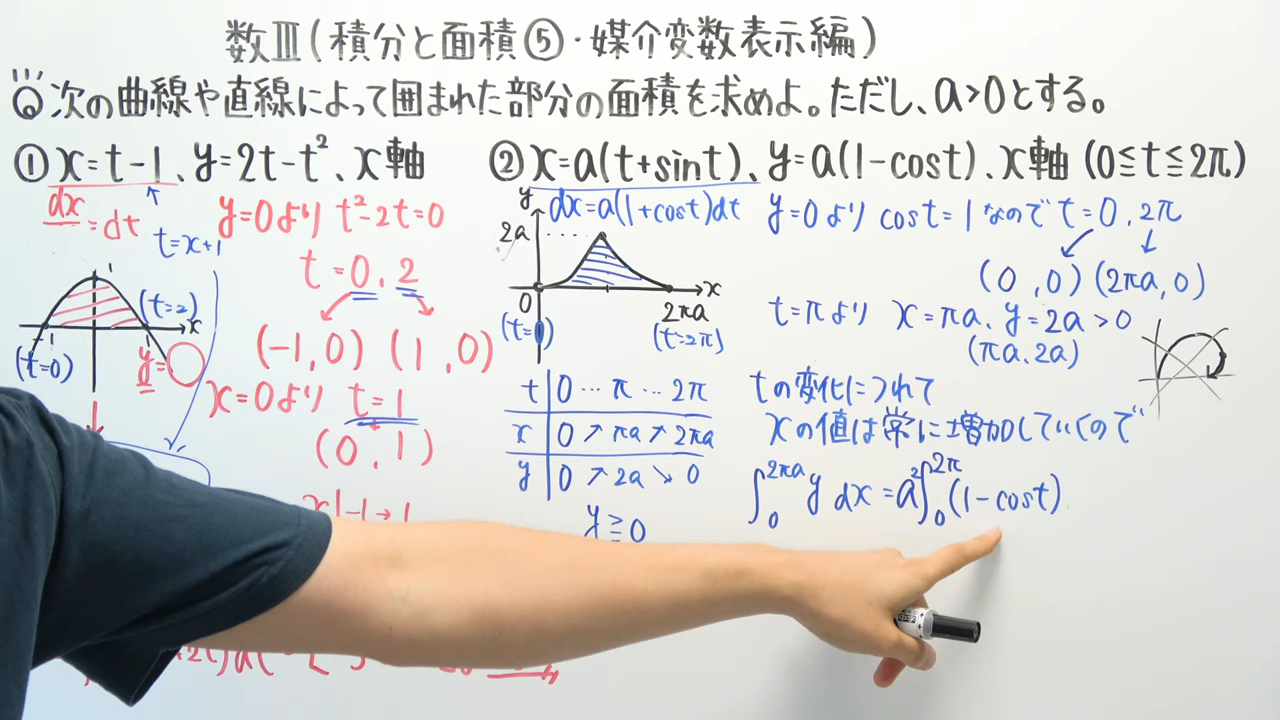 数Ⅲ(積分と面積⑤・媒介変数表示編)
Q 次の曲線や直線によって囲まれた部分の面積を求めよ。ただし、a>0とする。
① x=t-1、y=2t-t²、x軸
dx=dt
t=x+1
y=0より t²-2t=0
t=0, 2
(-1,0) (1,0)
x=0より t=1
(0,1)
1
(t=2)
x
(t=0)
-1
1
y=0
x|-1→1
② x=a(t+sint)、y=a(1-cost)、x軸 (0≦t≦2π)
dx=a(1+cost)dt
y
2a
0
x
2πa
(t=0)
(t=2π)
t | 0 … π … 2π
x | 0 ↗ πa ↗ 2πa
y | 0 ↗ 2a ↘ 0
y≧0
y=0より cost=1なので t=0, 2π
(0,0) (2πa,0)
t=πより x=πa, y=2a>0
(πa,2a)
tの変化につれて
xの値は常に増加していくので
∫₀^{2πa} y dx = a²∫₀^{2π}(1-cost)